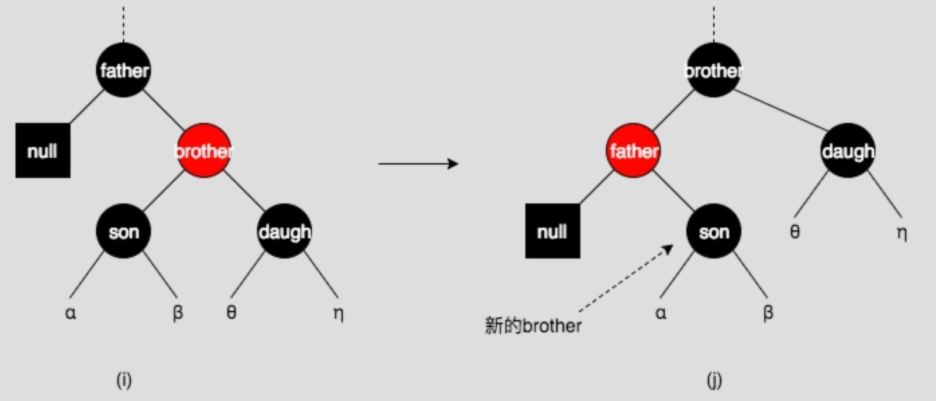 father
null
brother
son
daugh
α
β
θ
η
(i)
brother
father
daugh
null
son
θ
η
α
β
新的brother
(j)